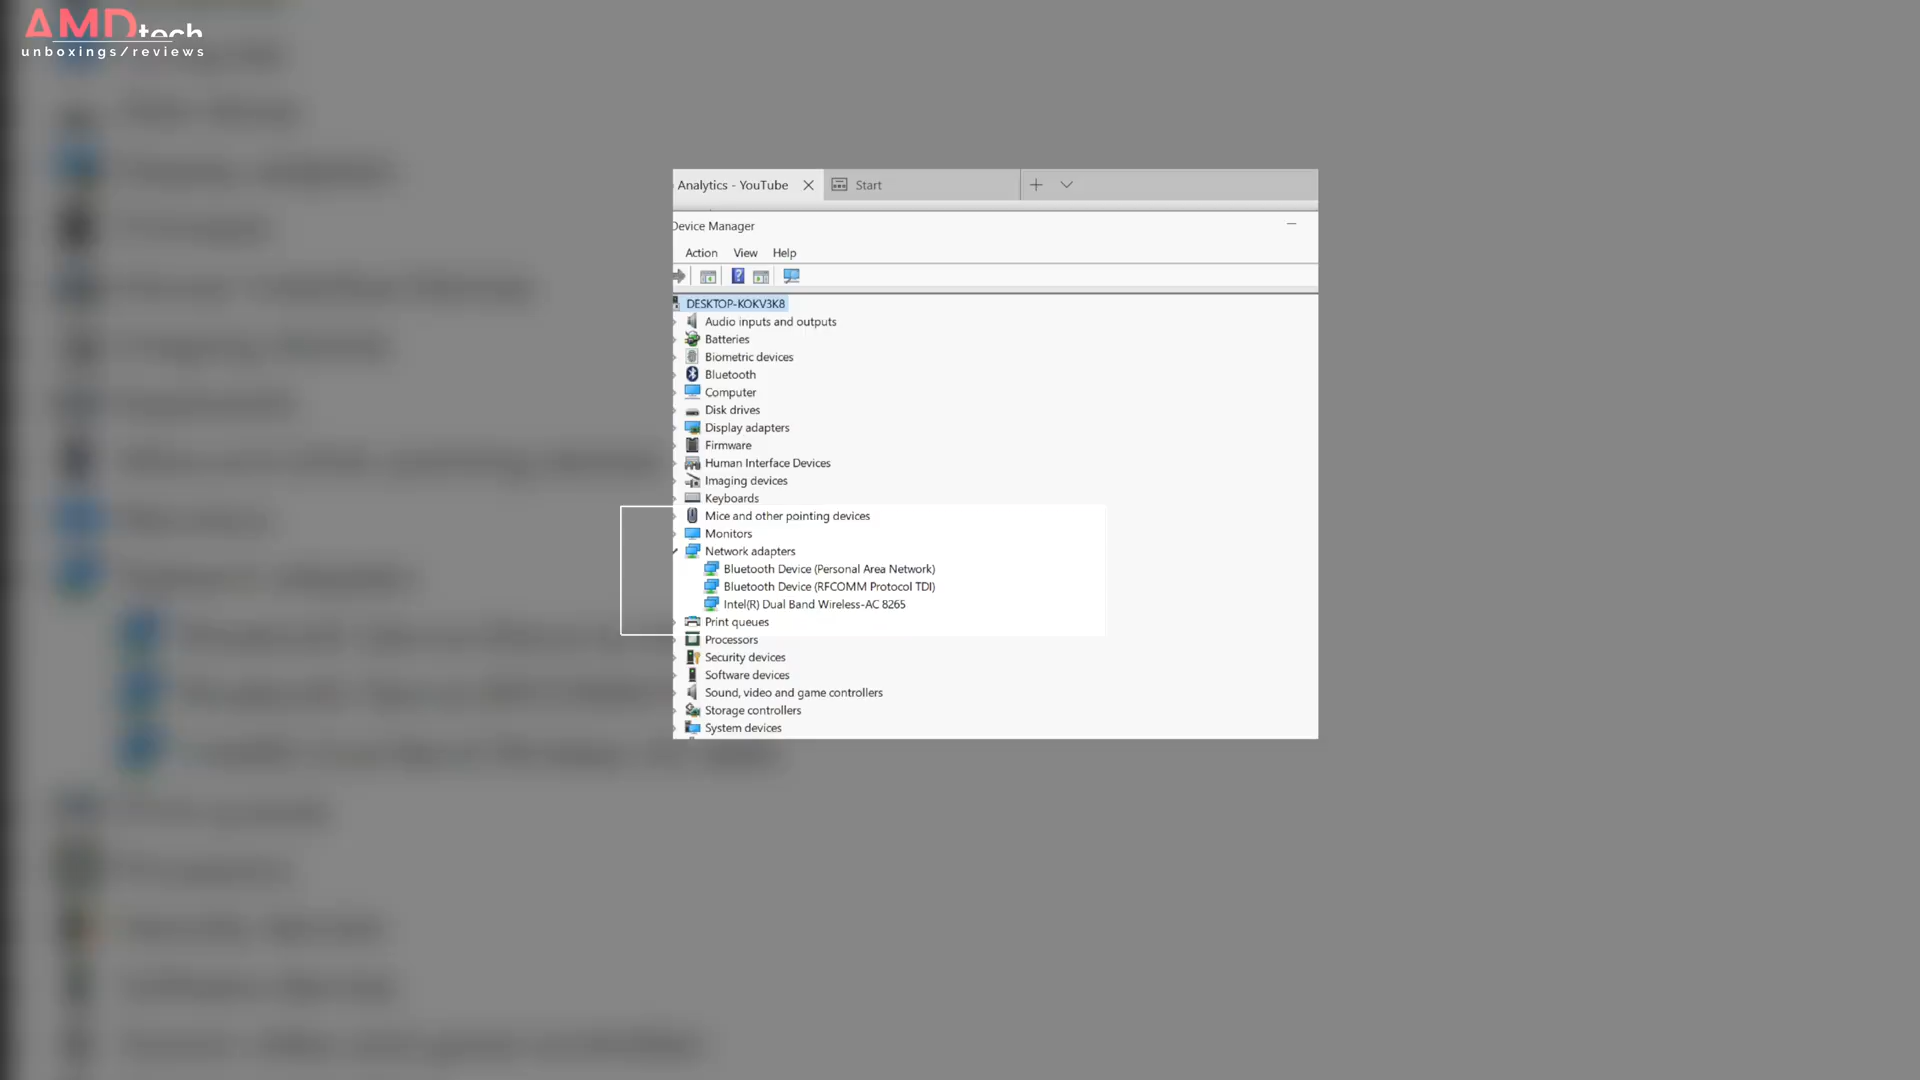 AMDtech
unboxings/reviews
Analytics - YouTube
Start
Device Manager
Action View Help
DESKTOP-KOKV3K8
Audio inputs and outputs
Batteries
Biometric devices
Bluetooth
Computer
Disk drives
Display adapters
Firmware
Human Interface Devices
Imaging devices
Keyboards
Mice and other pointing devices
Monitors
Network adapters
Bluetooth Device (Personal Area Network)
Bluetooth Device (RFCOMM Protocol TDI)
Intel(R) Dual Band Wireless-AC 8265
Print queues
Processors
Security devices
Software devices
Sound, video and game controllers
Storage controllers
System devices